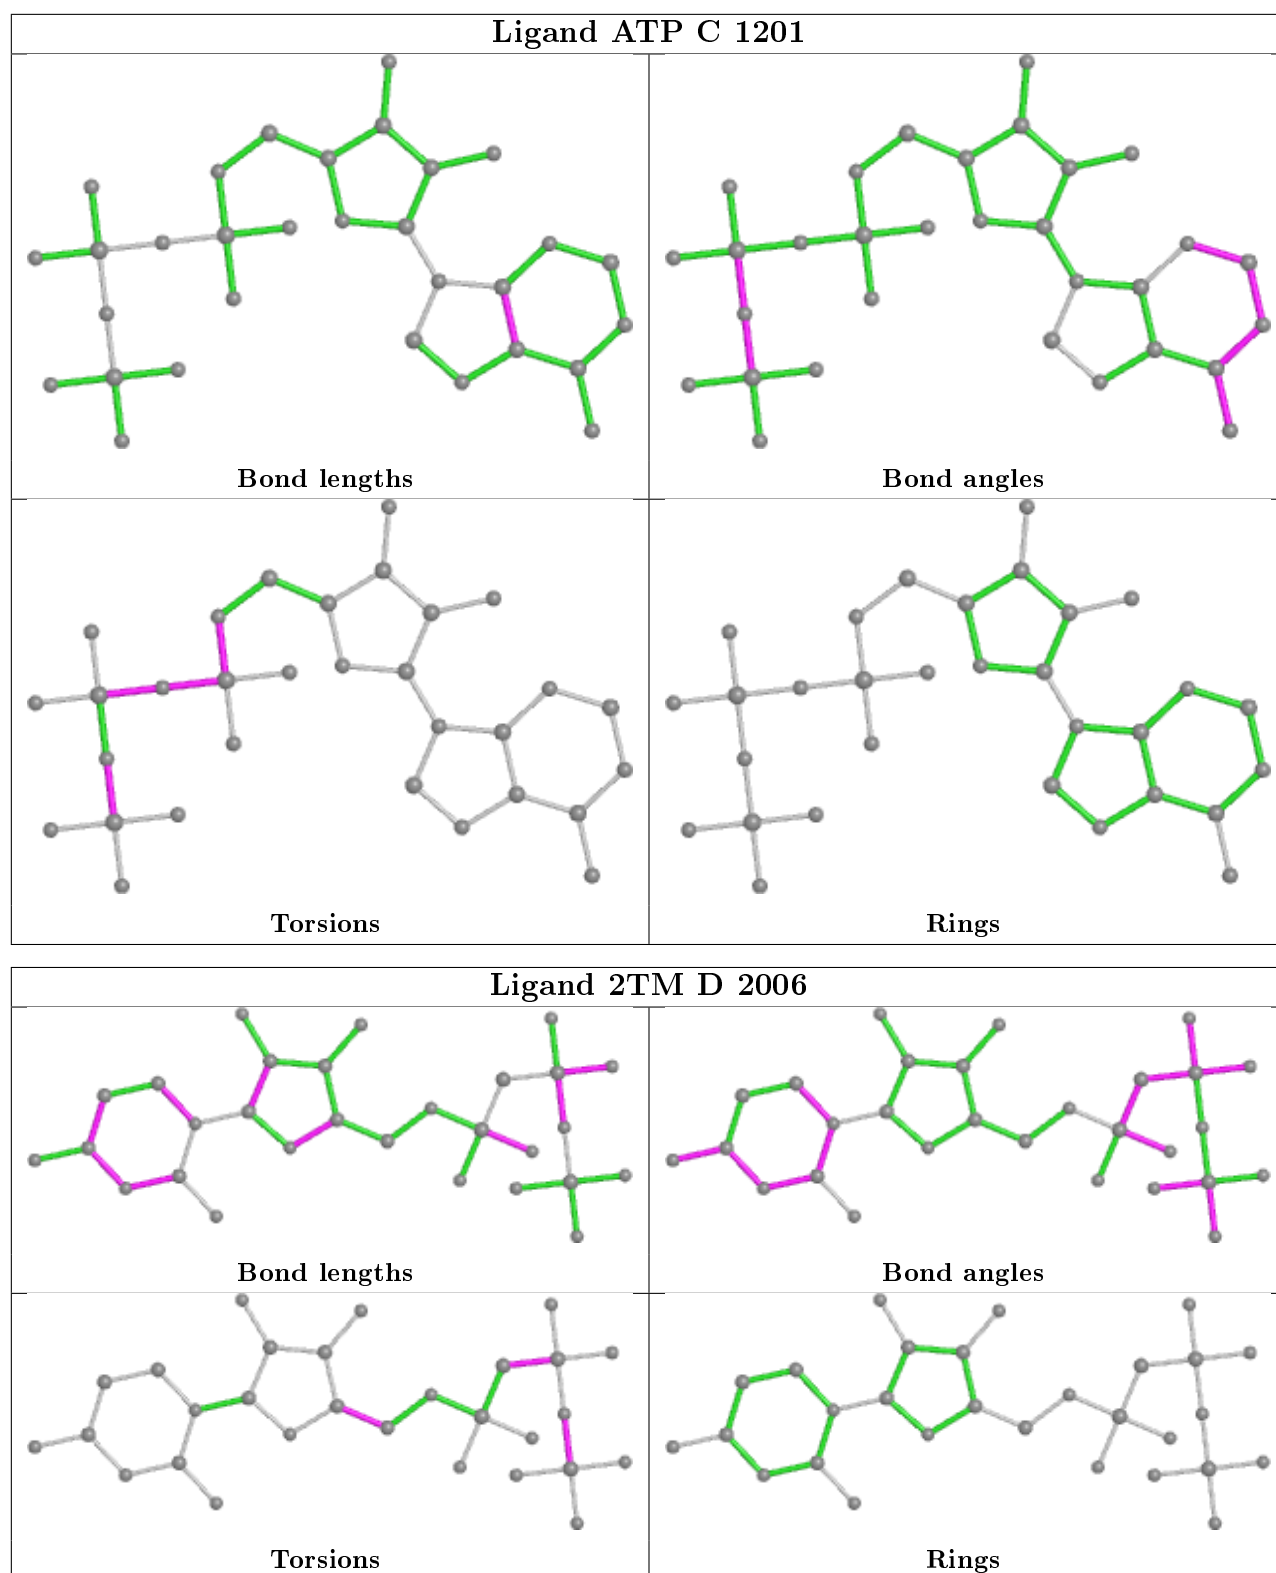 Ligand ATP C 1201
Bond lengths
Bond angles
Torsions
Rings
Ligand 2TM D 2006
Bond lengths
Bond angles
Torsions
Rings